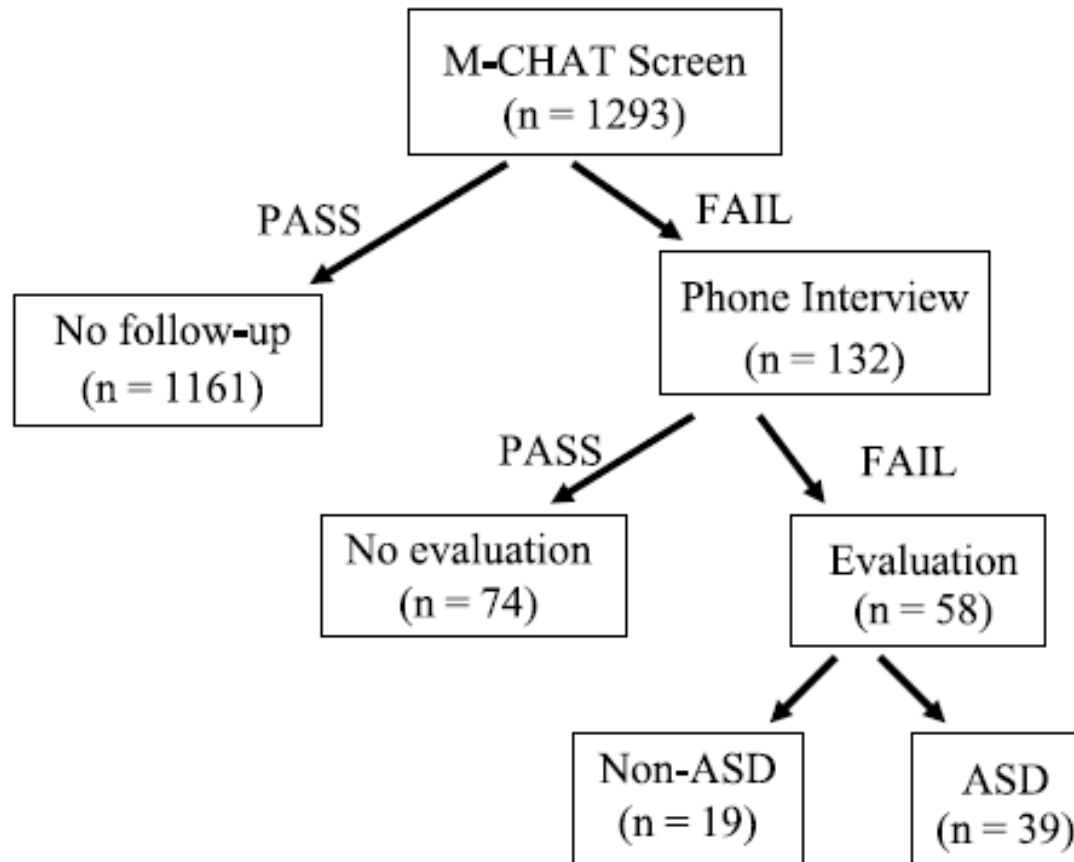 M-CHAT Screen
(n = 1293)
PASS
FAIL
No follow-up
(n = 1161)
Phone Interview
(n = 132)
PASS
FAIL
No evaluation
(n = 74)
Evaluation
(n = 58)
Non-ASD
(n = 19)
ASD
(n = 39)